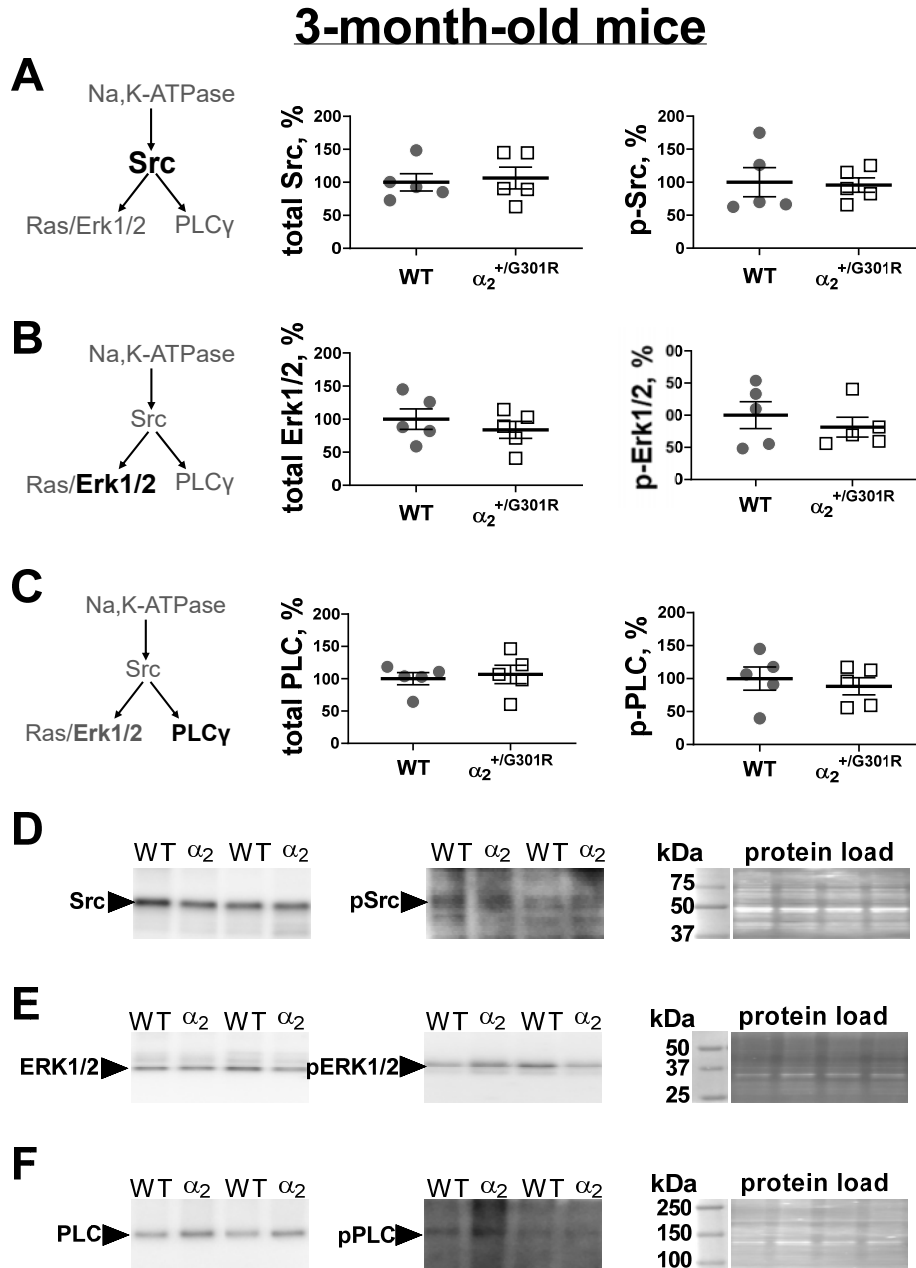 3-month-old mice
A
Na,K-ATPase
Src
Ras/Erk1/2 PLCγ
total Src, %
200
150
100
50
0
WT α2+/G301R
p-Src, %
200
150
100
50
0
WT α2+/G301R
B
Na,K-ATPase
Src
Ras/Erk1/2 PLCγ
total Erk1/2, %
200
150
100
50
0
WT α2+/G301R
p-Erk1/2, %
00
50
00
50
0
WT α2+/G301R
C
Na,K-ATPase
Src
Ras/Erk1/2 PLCγ
total PLC, %
200
150
100
50
0
WT α2+/G301R
p-PLC, %
200
150
100
50
0
WT α2+/G301R
D
WT α2 WT α2
Src
WT α2 WT α2
pSrc
kDa protein load
75
50
37
E
WT α2 WT α2
ERK1/2
WT α2 WT α2
pERK1/2
kDa protein load
50
37
25
F
WT α2 WT α2
PLC
WT α2 WT α2
pPLC
kDa protein load
250
150
100